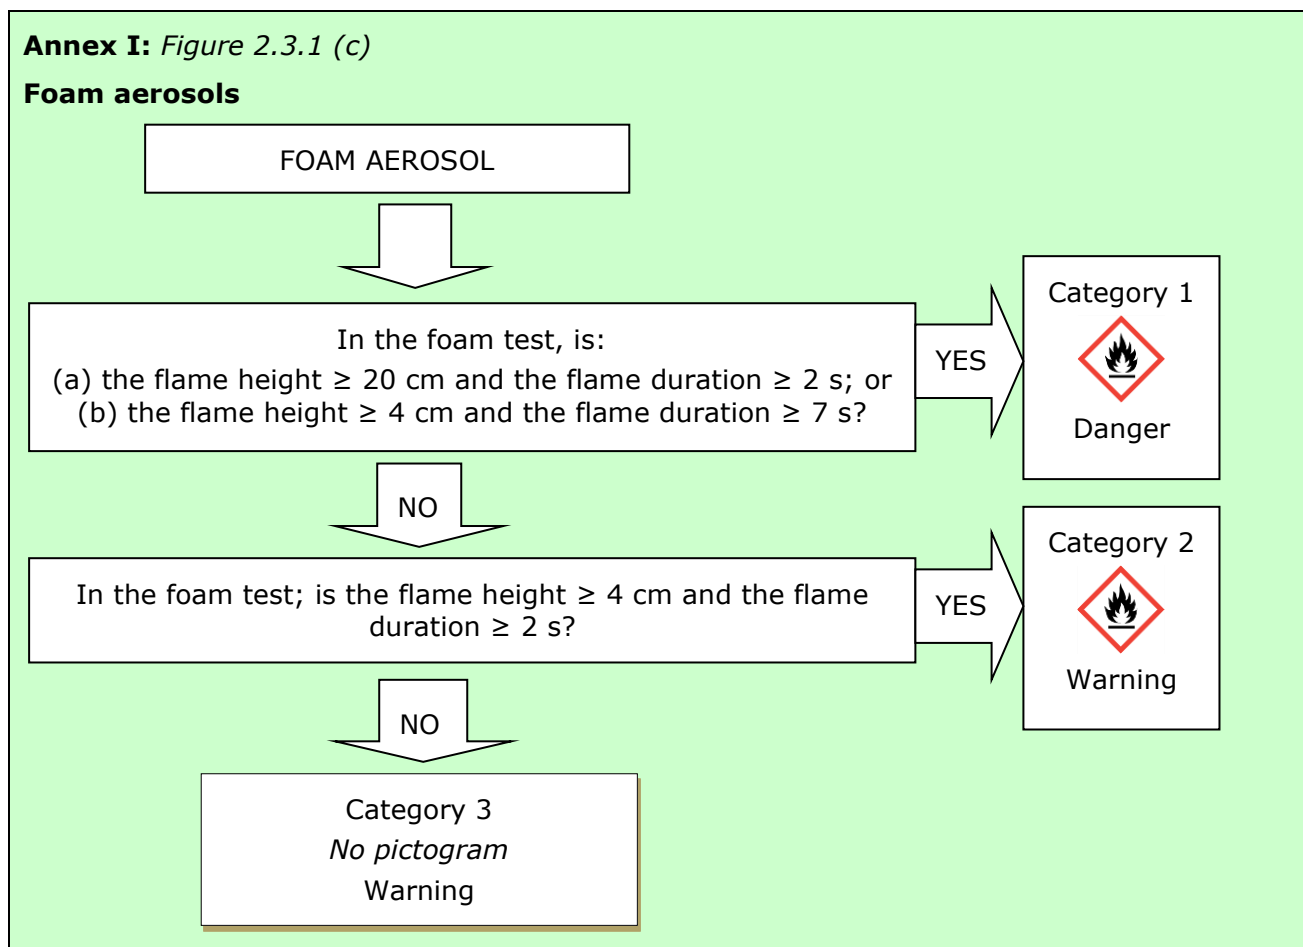 Annex I: Figure 2.3.1 (c)
Foam aerosols
FOAM AEROSOL
In the foam test, is:
(a) the flame height ≥ 20 cm and the flame duration ≥ 2 s; or
(b) the flame height ≥ 4 cm and the flame duration ≥ 7 s?
YES
Category 1
Danger
NO
In the foam test; is the flame height ≥ 4 cm and the flame
duration ≥ 2 s?
YES
Category 2
Warning
NO
Category 3
No pictogram
Warning